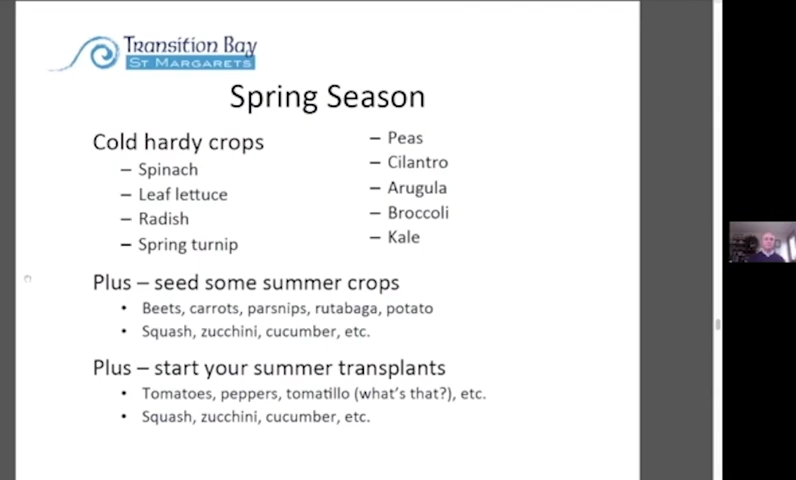 Transition Bay
St Margarets
Spring Season
Cold hardy crops
– Spinach
– Leaf lettuce
– Radish
– Spring turnip
– Peas
– Cilantro
– Arugula
– Broccoli
– Kale
Plus – seed some summer crops
• Beets, carrots, parsnips, rutabaga, potato
• Squash, zucchini, cucumber, etc.
Plus – start your summer transplants
• Tomatoes, peppers, tomatillo (what's that?), etc.
• Squash, zucchini, cucumber, etc.